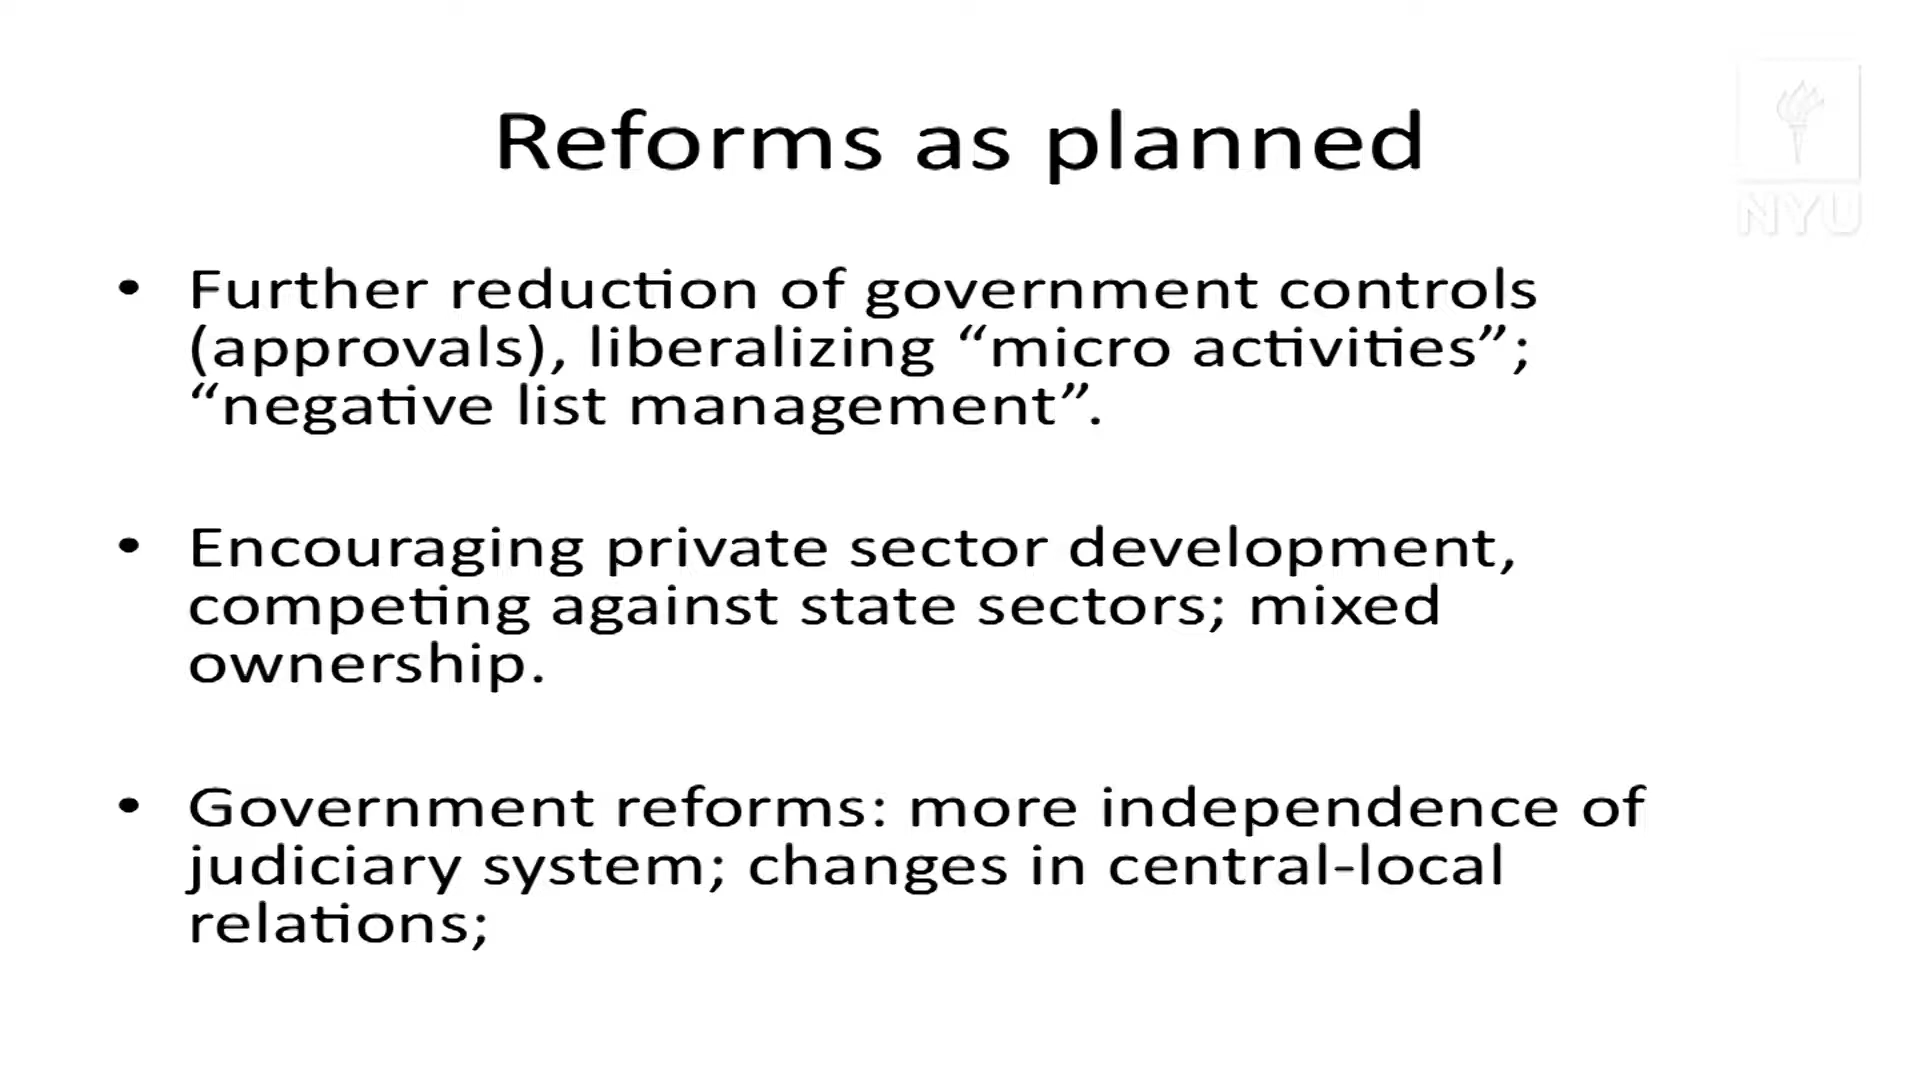 Reforms as planned
NYU
• Further reduction of government controls
(approvals), liberalizing “micro activities”;
“negative list management”.
• Encouraging private sector development,
competing against state sectors; mixed
ownership.
• Government reforms: more independence of
judiciary system; changes in central-local
relations;